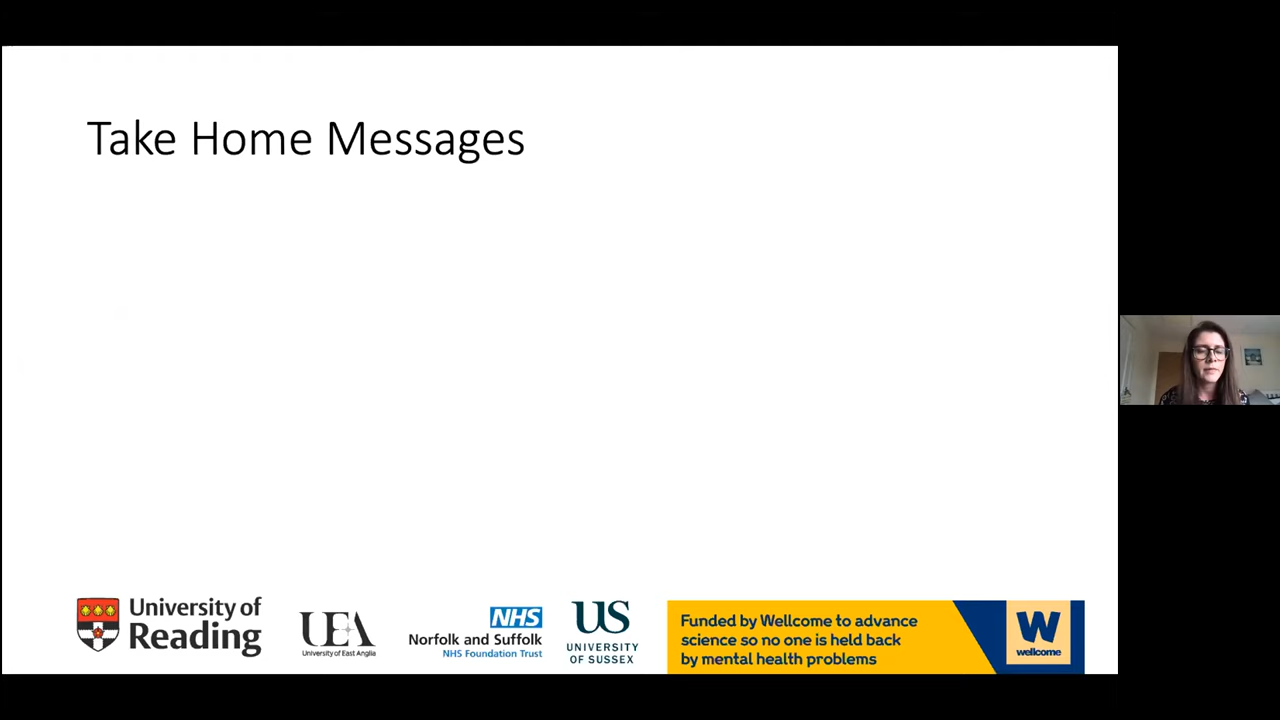 Take Home Messages
University of
Reading
UEA
University of East Anglia
NHS
Norfolk and Suffolk
NHS Foundation Trust
US
UNIVERSITY
OF SUSSEX
Funded by Wellcome to advance
science so no one is held back
by mental health problems
W
wellcome